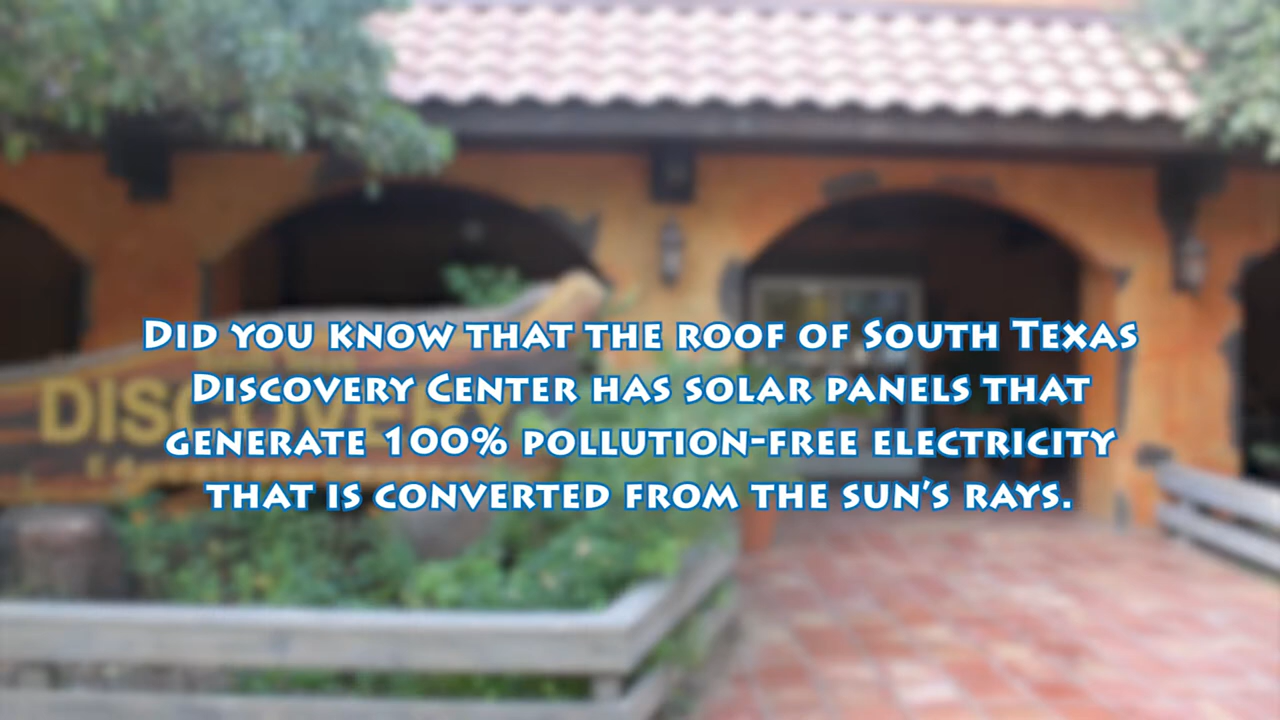 Did you know that the roof of South Texas
Discovery Center has solar panels that
generate 100% pollution-free electricity
that is converted from the sun's rays.
DISCOVERY